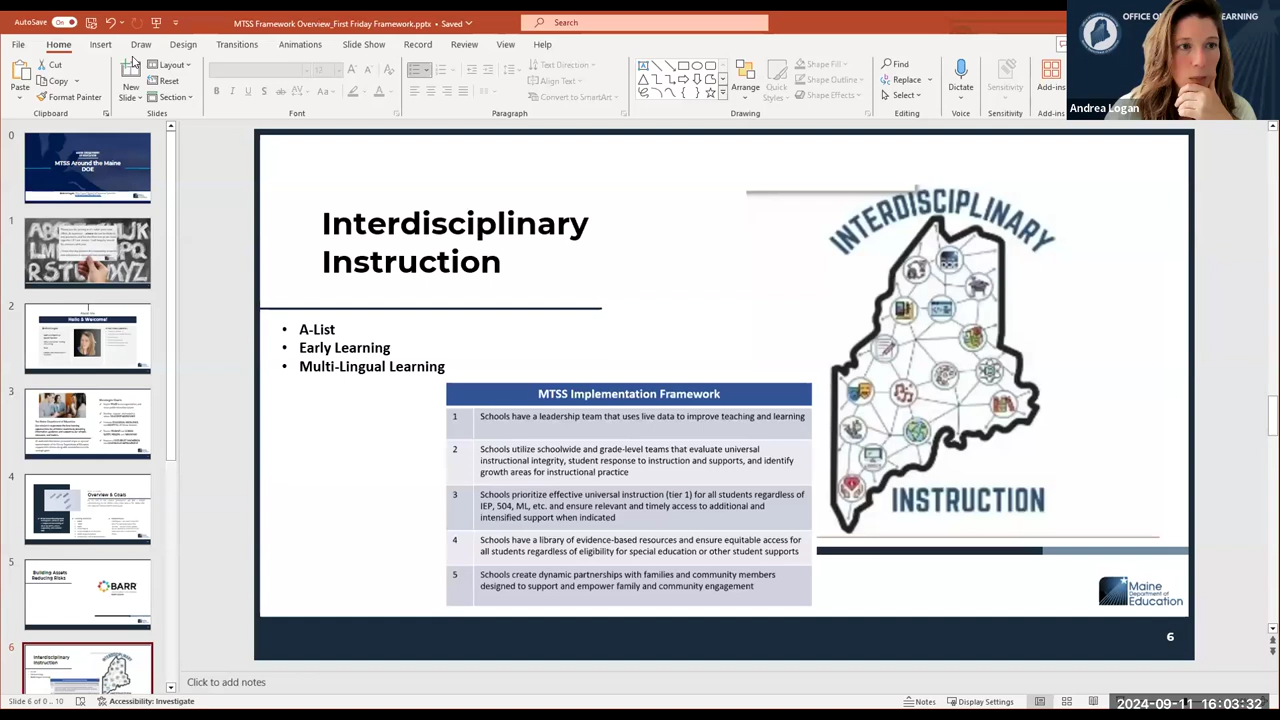 AutoSave On
MTSS Framework Overview_First Friday Framework.pptx • Saved
Search
OFFICE OF
File Home Insert Draw Design Transitions Animations Slide Show Record Review View Help
Paste
Cut
Copy
Format Painter
Clipboard
New
Slide
Layout
Reset
Section
Slides
Font
Text Direction
Align Text
Convert to SmartArt
Paragraph
Arrange
Quick
Styles
Shape Fill
Shape Outline
Shape Effects
Drawing
Find
Replace
Select
Editing
Dictate
Voice
Sensitivity
Sensitivity
Add-ins
Add-ins
Andrea Logan
0
MTSS Around the Maine
DOE
1
2
Hello & Welcome!
3
4
Overview & Goals
5
Building Assets
Reducing Risks
BARR
6
Interdisciplinary
Instruction
Interdisciplinary
Instruction
• A-List
• Early Learning
• Multi-Lingual Learning
MTSS Implementation Framework
1 Schools have a leadership team that uses live data to improve teaching and learning
2 Schools utilize schoolwide and grade-level teams that evaluate universal
instructional integrity, student response to instruction and supports, and identify
growth areas for instructional practice
3 Schools prioritize effective universal instruction (tier 1) for all students regardless of
IEP, 504, ML, etc. and ensure relevant and timely access to additional and
intensified support when indicated
4 Schools have a library of evidence-based resources and ensure equitable access for
all students regardless of eligibility for special education or other student supports
5 Schools create dynamic partnerships with families and community members
designed to support and empower family and community engagement
INTERDISCIPLINARY
INSTRUCTION
Maine
Department of
Education
6
Click to add notes
Slide 6 of 0 .. 10
Accessibility: Investigate
Notes
Display Settings
2024-09-11 16:03:32